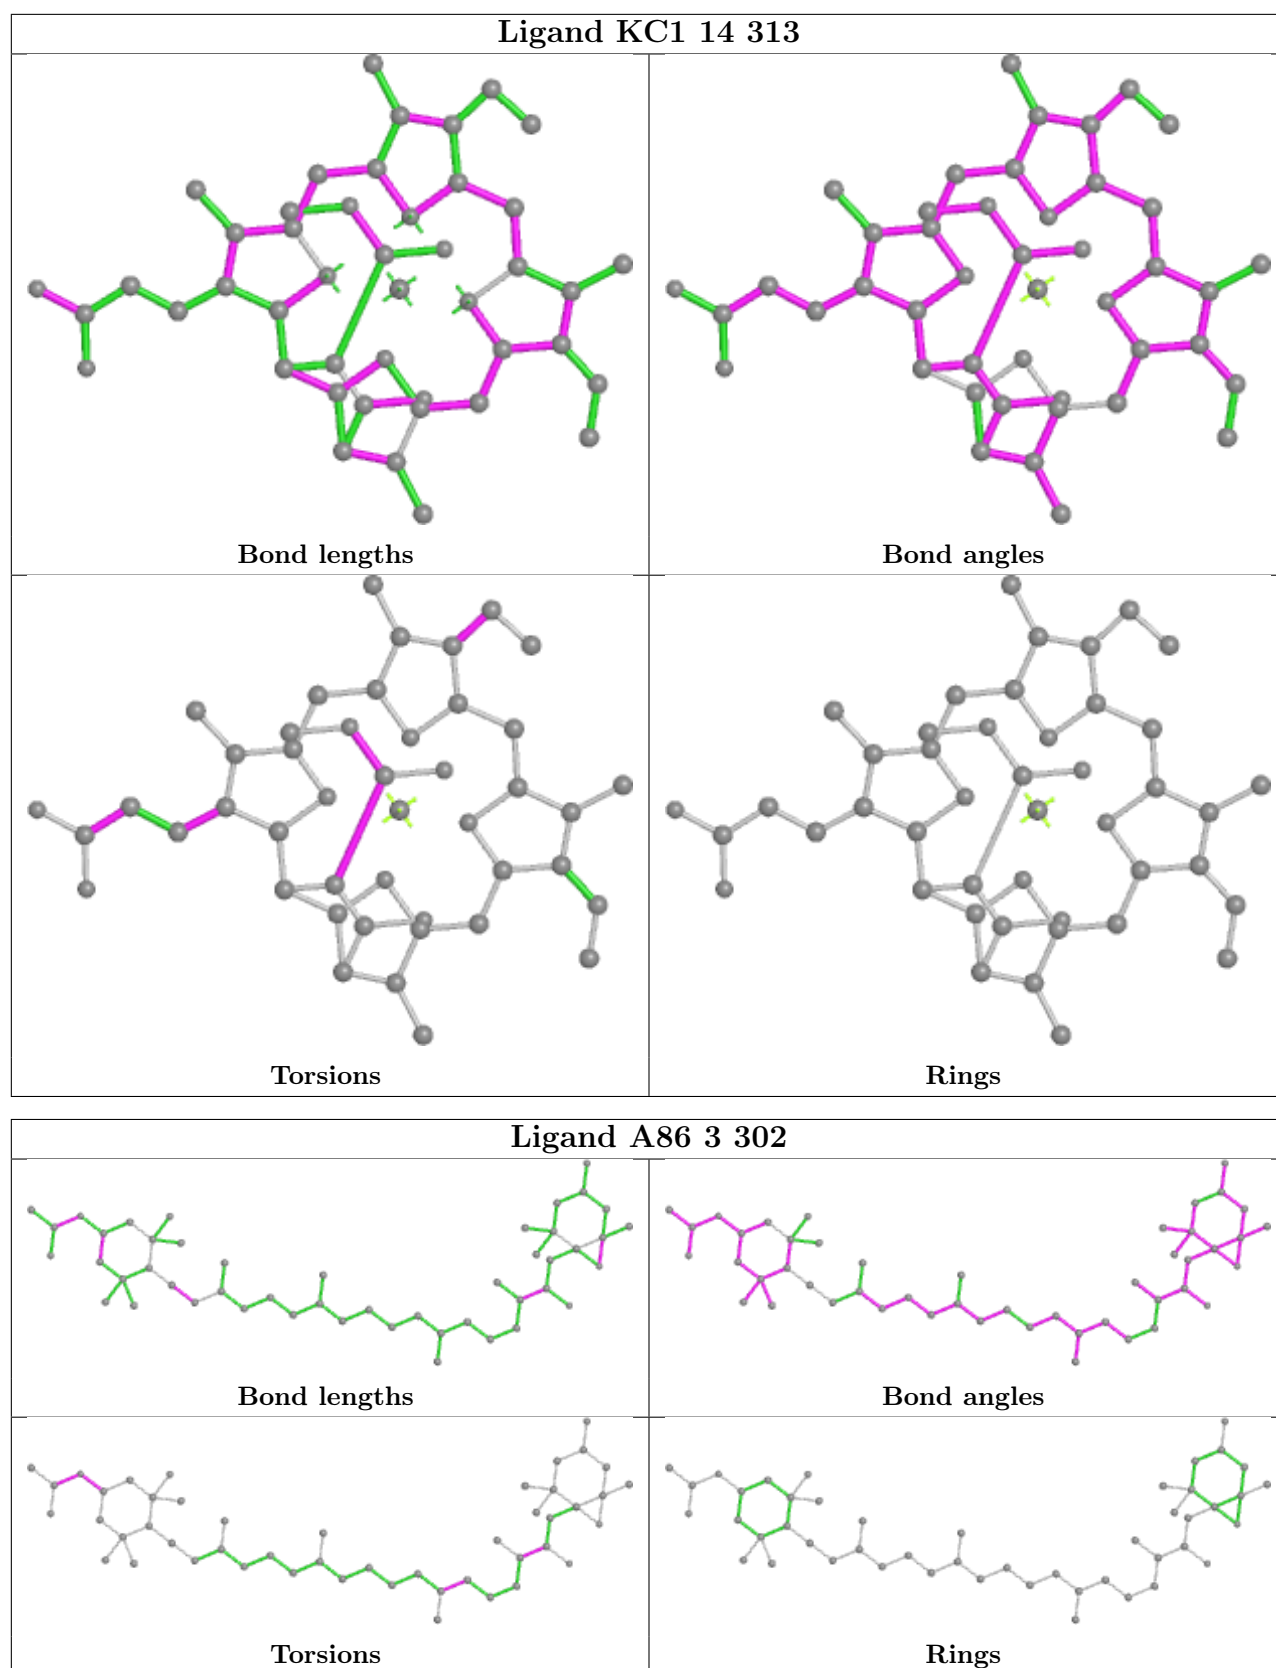 Ligand KC1 14 313
Bond lengths
Bond angles
Torsions
Rings
Ligand A86 3 302
Bond lengths
Bond angles
Torsions
Rings